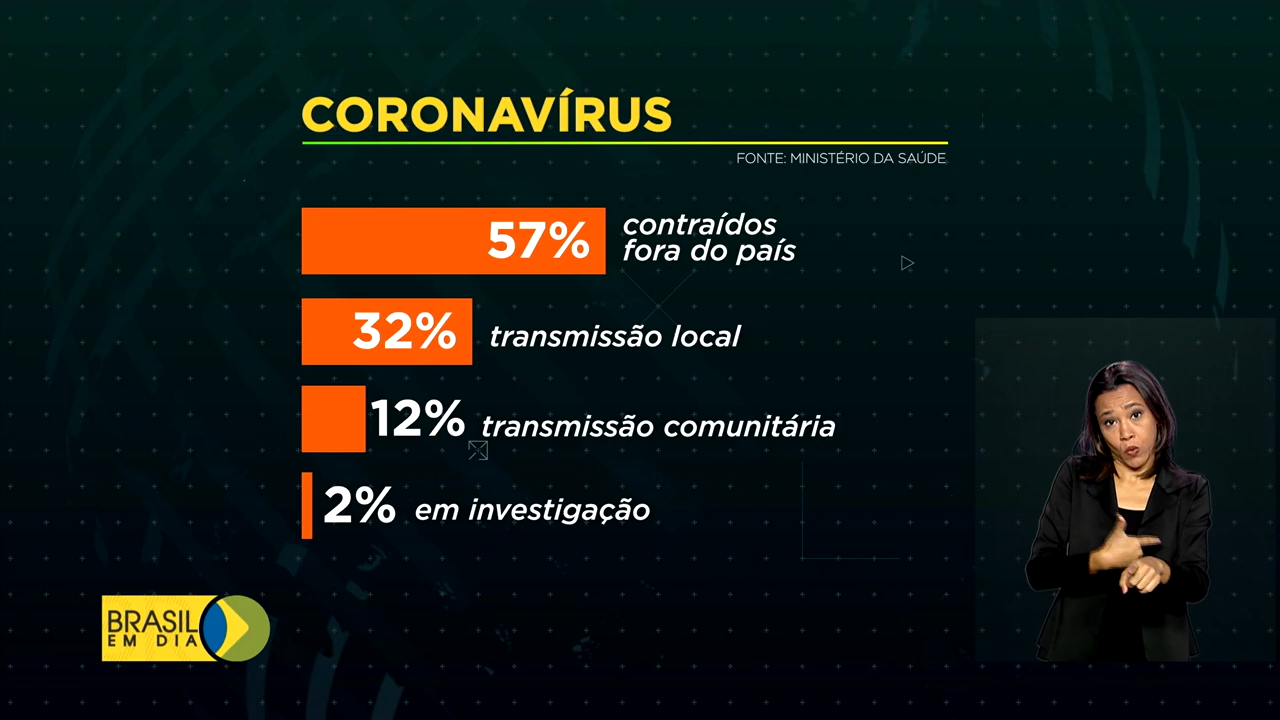 CORONAVÍRUS
FONTE: MINISTÉRIO DA SAÚDE
57% contraídos
fora do país
32% transmissão local
12% transmissão comunitária
2% em investigação
BRASIL
EM DIA